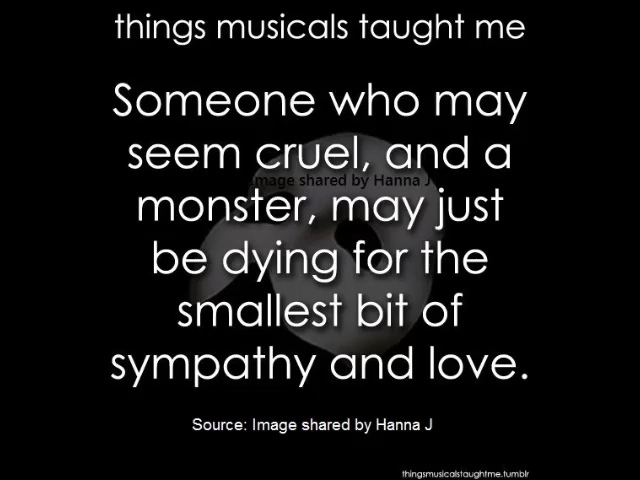 things musicals taught me
Someone who may
seem cruel, and a
Image shared by Hanna J
monster, may just
be dying for the
smallest bit of
sympathy and love.
Source: Image shared by Hanna J
thingsmusicalstaughtme.tumblr